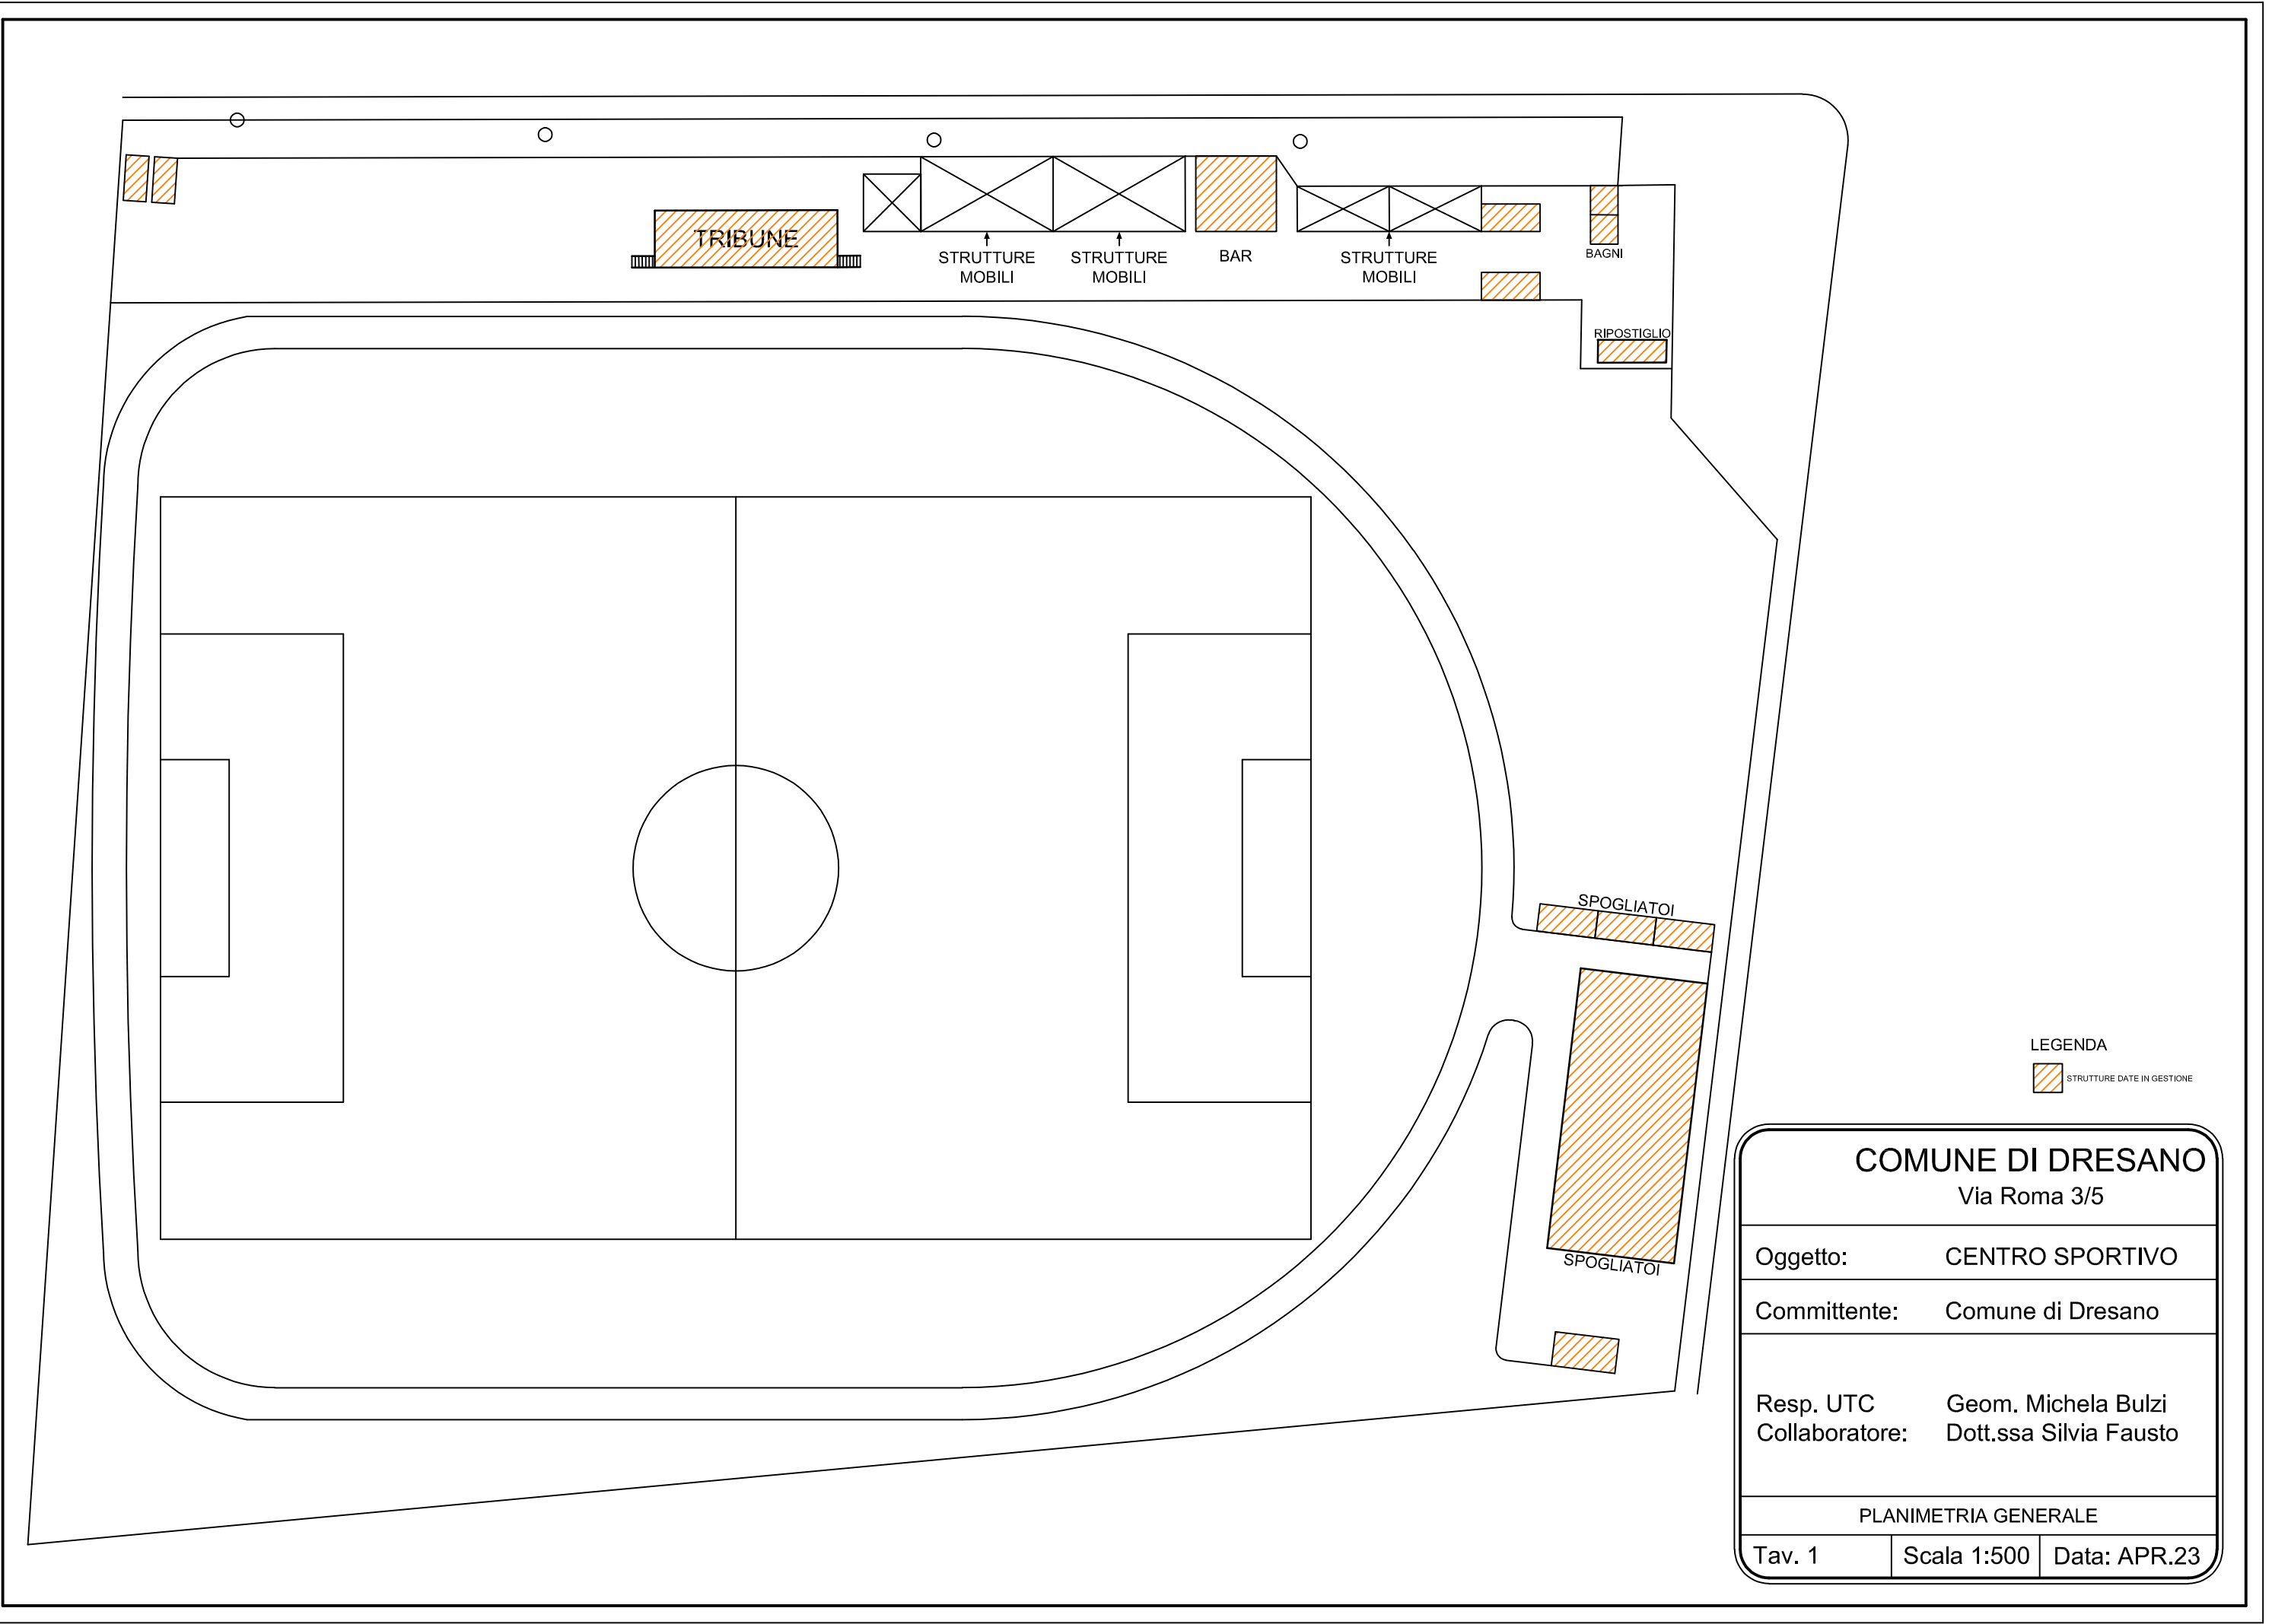 TRIBUNE
STRUTTURE
MOBILI
STRUTTURE
MOBILI
BAR
STRUTTURE
MOBILI
BAGNI
RIPOSTIGLIO
SPOGLIATOI
SPOGLIATOI
LEGENDA
STRUTTURE DATE IN GESTIONE
COMUNE DI DRESANO
Via Roma 3/5
Oggetto: CENTRO SPORTIVO
Committente: Comune di Dresano
Resp. UTC Geom. Michela Bulzi
Collaboratore: Dott.ssa Silvia Fausto
PLANIMETRIA GENERALE
Tav. 1 Scala 1:500 Data: APR.23